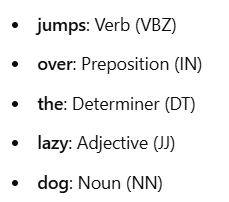 • jumps: Verb (VBZ)
• over: Preposition (IN)
• the: Determiner (DT)
• lazy: Adjective (JJ)
• dog: Noun (NN)